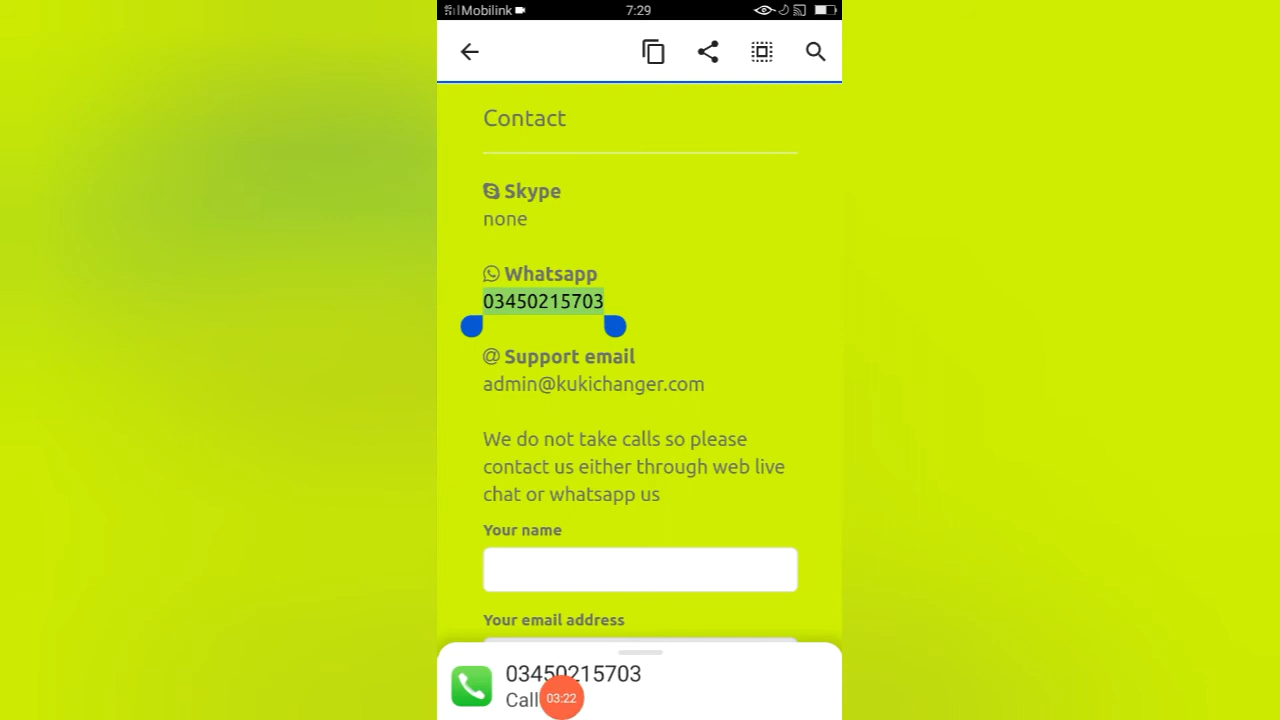 Mobilink
7:29
Contact
Skype
none
Whatsapp
03450215703
@ Support email
admin@kukichanger.com
We do not take calls so please
contact us either through web live
chat or whatsapp us
Your name
Your email address
03450215703
Call
03:22